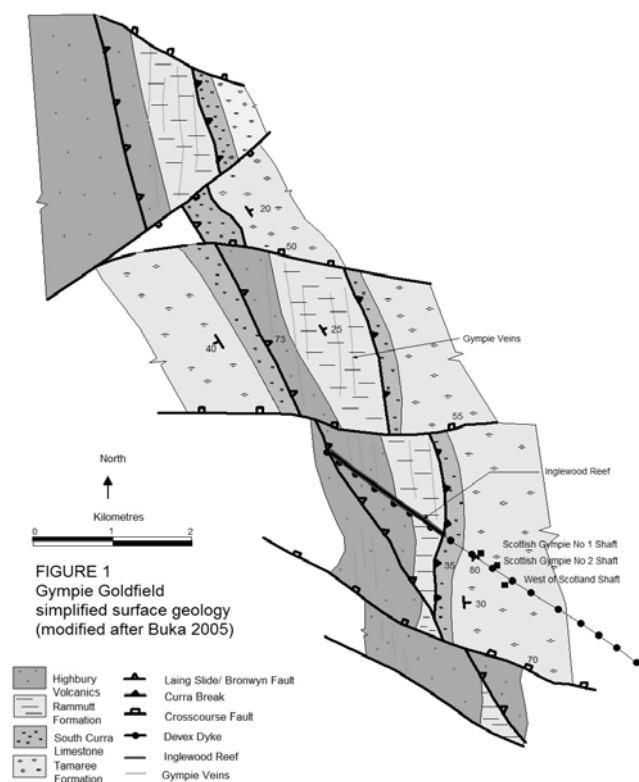 20
50
25
40
73
Gympie Veins
55
North
Inglewood Reef
Kilometres
0 1 2
Scottish Gympie No 1 Shaft
Scottish Gympie No 2 Shaft
80
West of Scotland Shaft
35
30
70
FIGURE 1
Gympie Goldfield
simplified surface geology
(modified after Buka 2005)
Highbury
Volcanics
Rammutt
Formation
South Curra
Limestone
Tamaree
Formation
Laing Slide/ Bronwyn Fault
Curra Break
Crosscourse Fault
Devex Dyke
Inglewood Reef
Gympie Veins